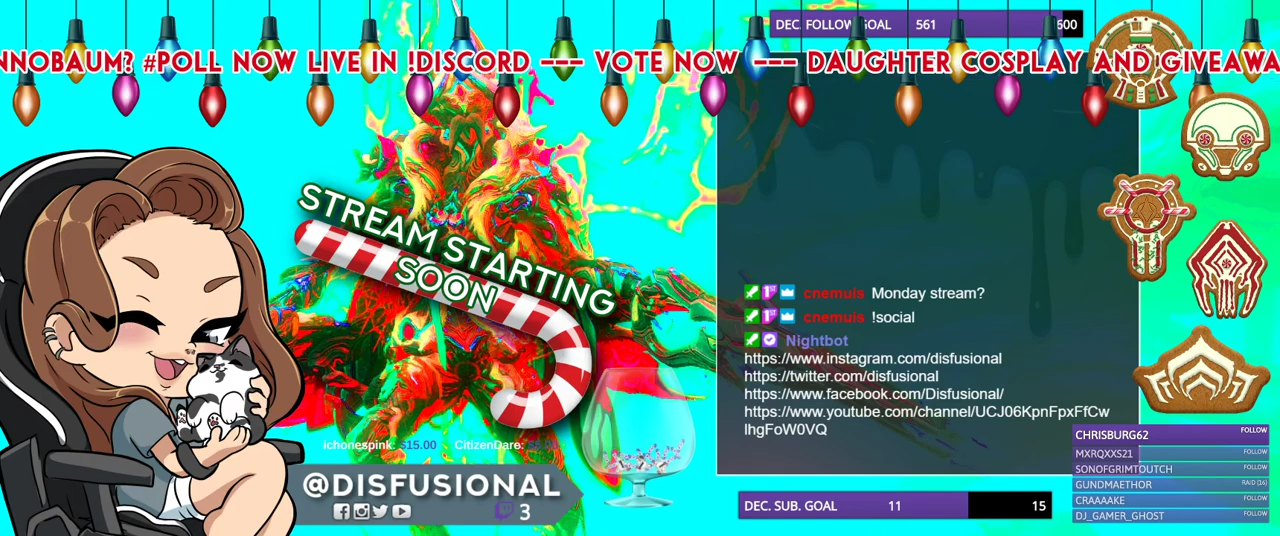 DEC. FOLLOW GOAL 561 600
NNOBAUM? #POLL NOW LIVE IN !DISCORD --- VOTE NOW --- DAUGHTER COSPLAY AND GIVEAWA
STREAM STARTING
SOON
cnemuis Monday stream?
cnemuis !social
Nightbot
https://www.instagram.com/disfusional
https://twitter.com/disfusional
https://www.facebook.com/Disfusional/
https://www.youtube.com/channel/UCJ06KpnFpxFfCw
lhgFoW0VQ
ichonespink: $15.00 CitizenDare:
@DISFUSIONAL
3
DEC. SUB. GOAL 11 15
CHRISBURG62 FOLLOW
MXRQXXS21 FOLLOW
SONOFGRIMTOUTCH FOLLOW
GUNDMAETHOR RAID (16)
CRAAAAKE FOLLOW
DJ_GAMER_GHOST FOLLOW